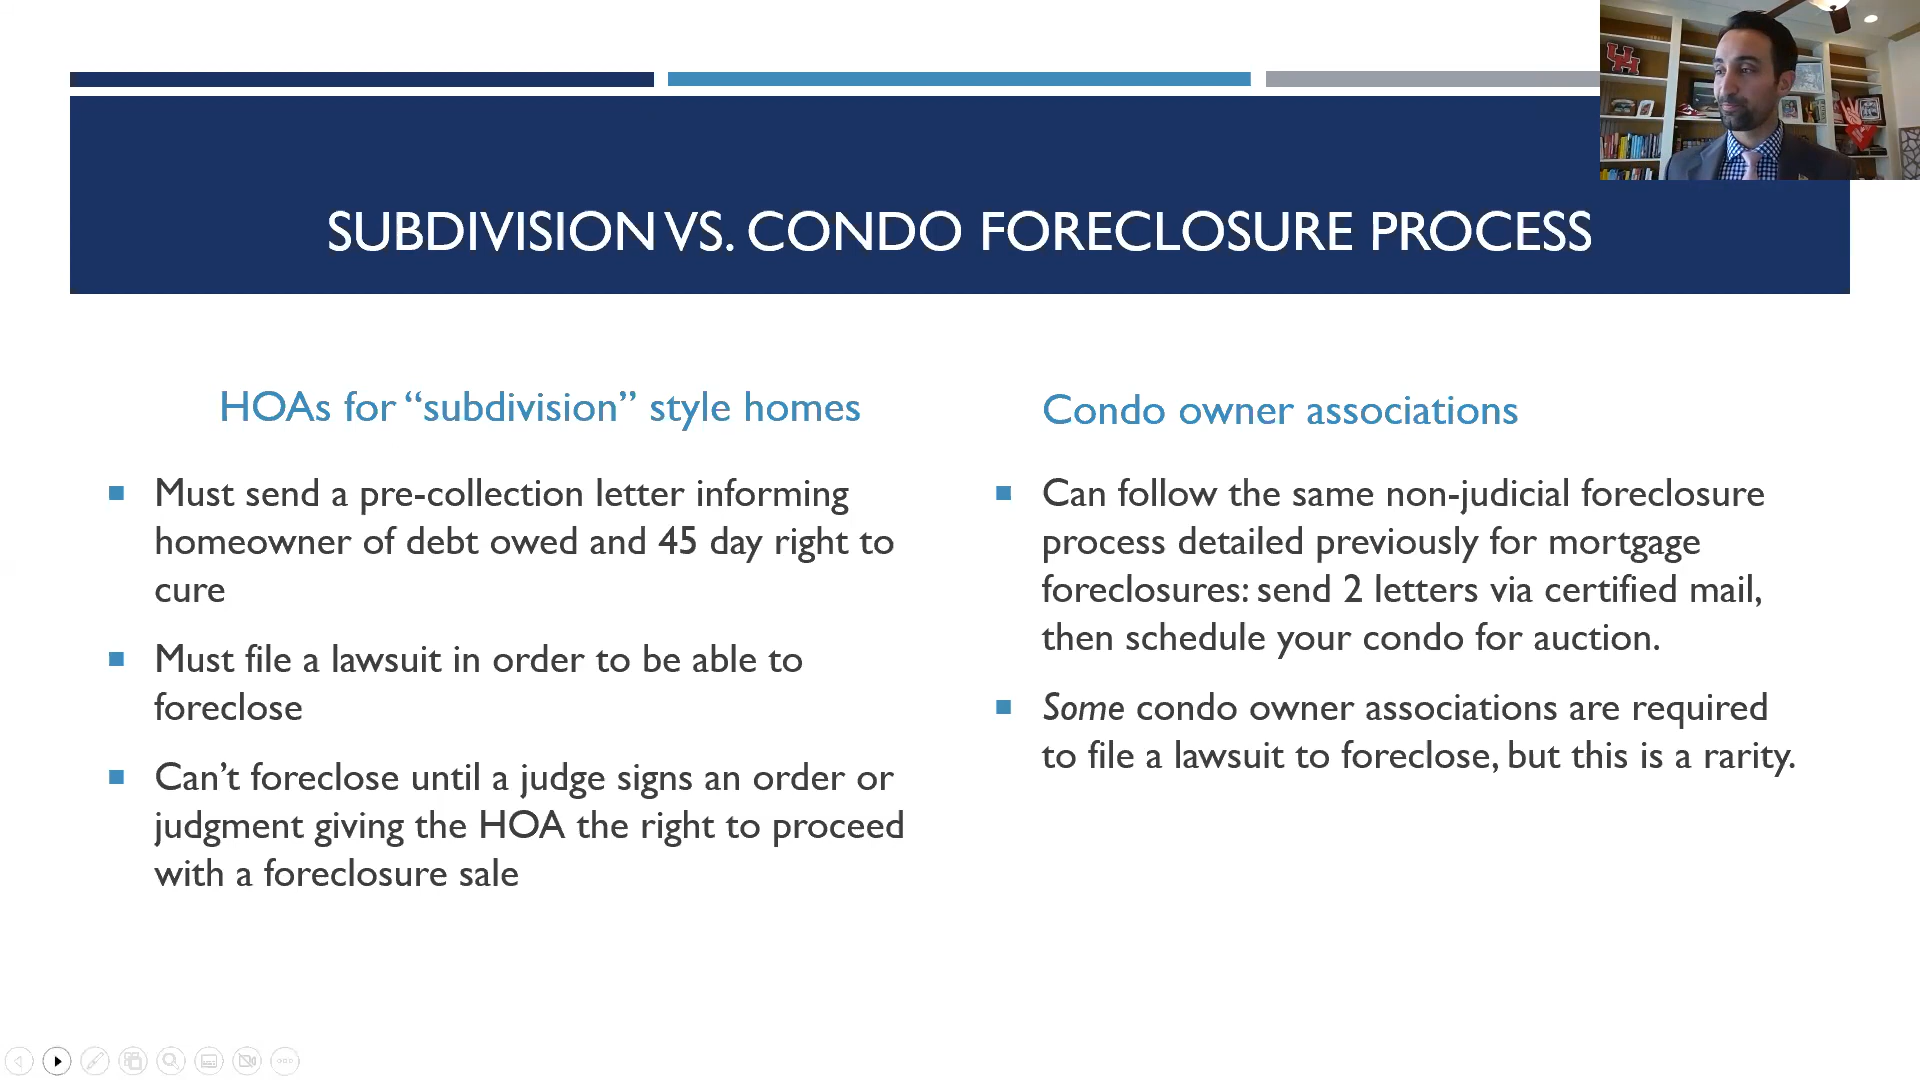 SUBDIVISION VS. CONDO FORECLOSURE PROCESS
HOAs for “subdivision” style homes
Must send a pre-collection letter informing
homeowner of debt owed and 45 day right to
cure
Must file a lawsuit in order to be able to
foreclose
Can’t foreclose until a judge signs an order or
judgment giving the HOA the right to proceed
with a foreclosure sale
Condo owner associations
Can follow the same non-judicial foreclosure
process detailed previously for mortgage
foreclosures: send 2 letters via certified mail,
then schedule your condo for auction.
Some condo owner associations are required
to file a lawsuit to foreclose, but this is a rarity.